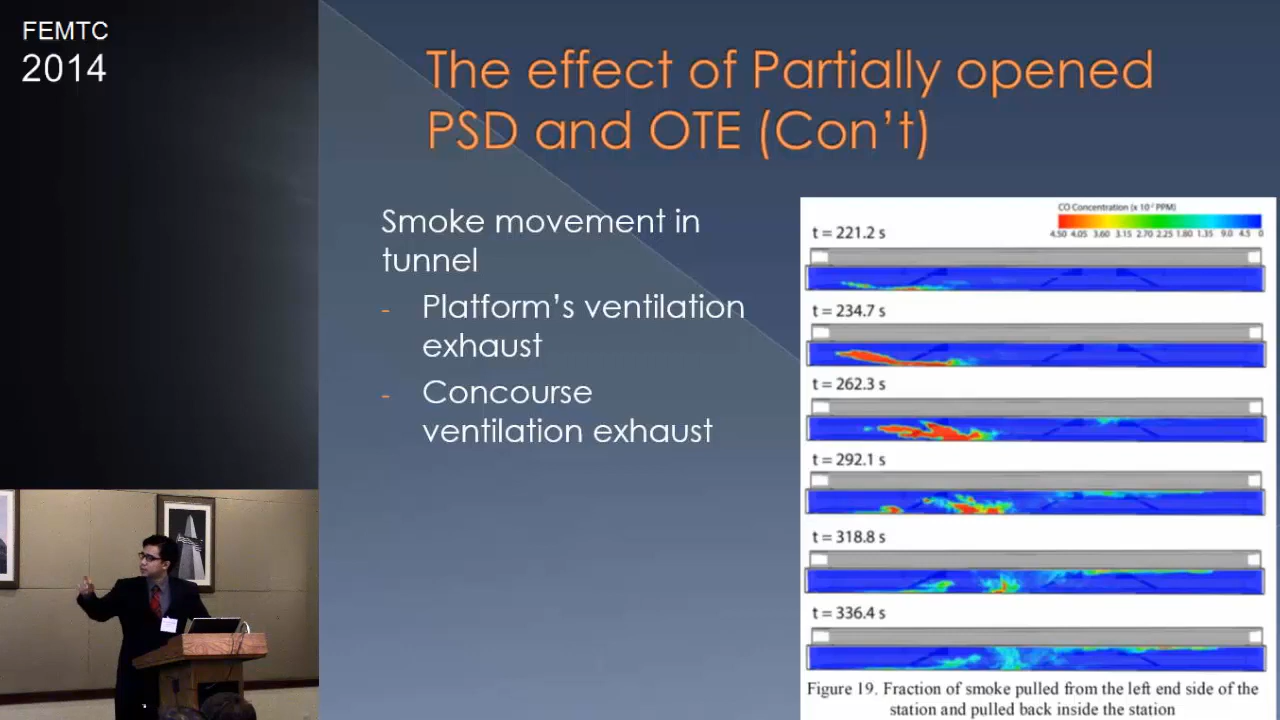 FEMTC
2014
The effect of Partially opened
PSD and OTE (Con't)
Smoke movement in
tunnel
- Platform's ventilation
exhaust
- Concourse
ventilation exhaust
CO Concentration (x 10⁻² PPM)
4.50 4.05 3.60 3.15 2.70 2.25 1.80 1.35 9.0 4.5 0
t = 221.2 s
t = 234.7 s
t = 262.3 s
t = 292.1 s
t = 318.8 s
t = 336.4 s
Figure 19. Fraction of smoke pulled from the left end side of the
station and pulled back inside the station